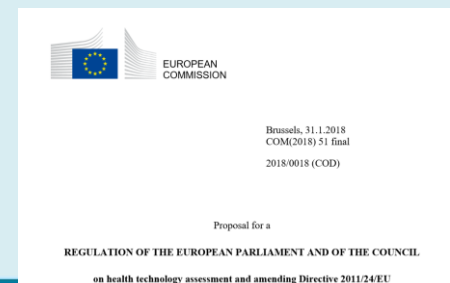 EUROPEAN
COMMISSION
Brussels, 31.1.2018
COM(2018) 51 final
2018/0018 (COD)
Proposal for a
REGULATION OF THE EUROPEAN PARLIAMENT AND OF THE COUNCIL
on health technology assessment and amending Directive 2011/24/EU